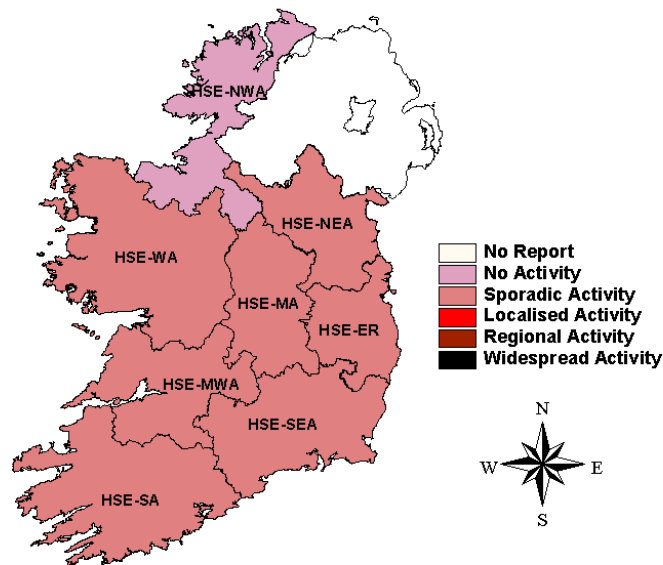 HSE-NWA
HSE-NEA
HSE-WA
HSE-MA
HSE-ER
HSE-MWA
HSE-SEA
HSE-SA
No Report
No Activity
Sporadic Activity
Localised Activity
Regional Activity
Widespread Activity
N
W E
S